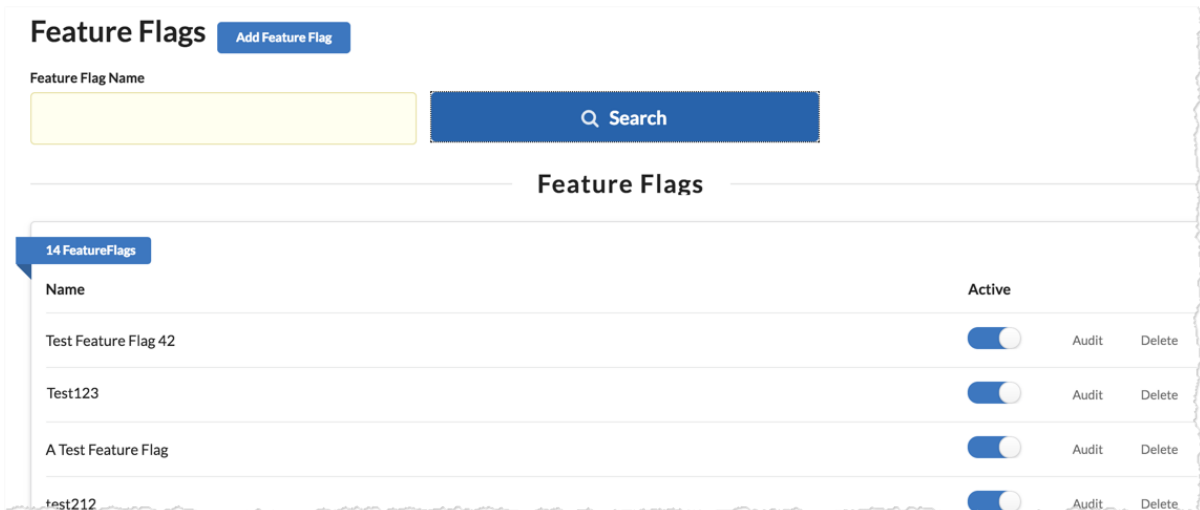 Feature Flags Add Feature Flag
Feature Flag Name
Search
Feature Flags
14 FeatureFlags
Name Active
Test Feature Flag 42 Audit Delete
Test123 Audit Delete
A Test Feature Flag Audit Delete
test212 Audit Delete